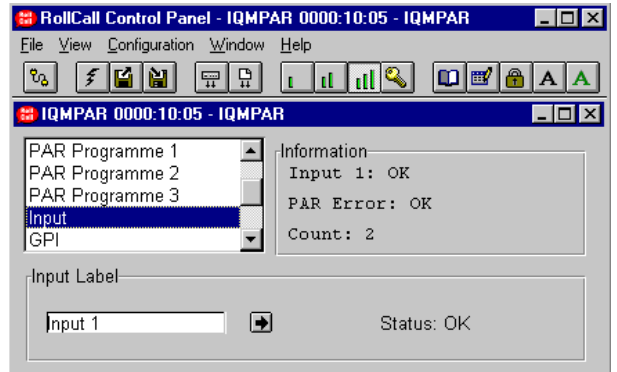 RollCall Control Panel - IQMPAR 0000:10:05 - IQMPAR
File View Configuration Window Help
A A
IQMPAR 0000:10:05 - IQMPAR
PAR Programme 1
PAR Programme 2
PAR Programme 3
Input
GPI
Information
Input 1: OK
PAR Error: OK
Count: 2
Input Label
Input 1
Status: OK